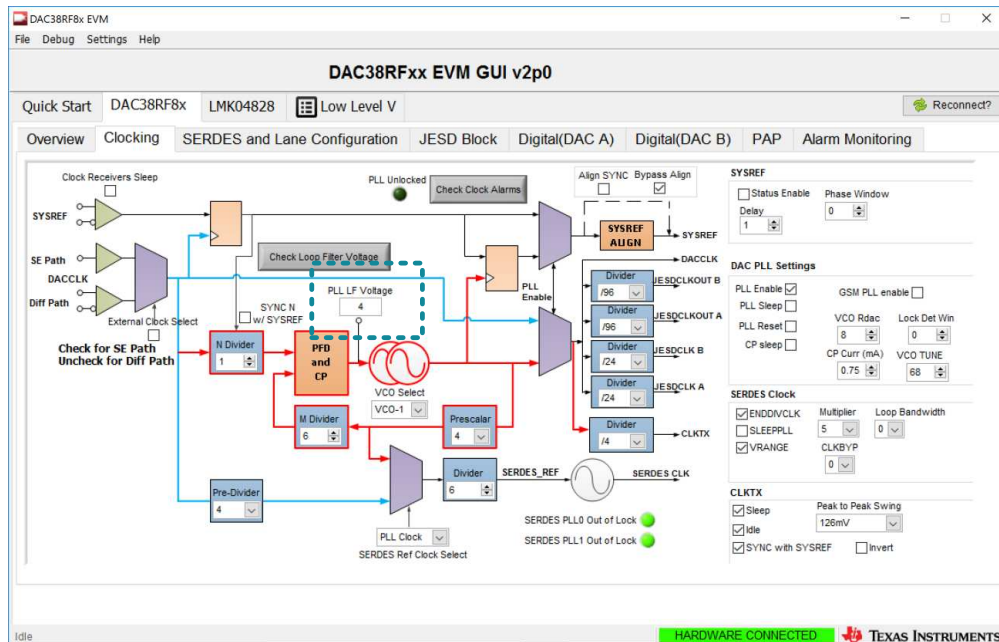 DAC38RF8x EVM
File Debug Settings Help
DAC38RFxx EVM GUI v2p0
Quick Start DAC38RF8x LMK04828 Low Level V Reconnect?
Overview Clocking SERDES and Lane Configuration JESD Block Digital(DAC A) Digital(DAC B) PAP Alarm Monitoring
Clock Receivers Sleep
PLL Unlocked
Check Clock Alarms
Align SYNC Bypass Align
SYSREF
SYSREF
ALIGN
SYSREF
SE Path
DACCLK
Diff Path
Check Loop Filter Voltage
PLL LF Voltage
4
PLL
Enable
DACCLK
Divider
/96
JESDCLKOUT B
Divider
/96
JESDCLKOUT A
Divider
/24
JESDCLK B
Divider
/24
JESDCLK A
Divider
/4
CLKTX
External Clock Select
Check for SE Path
Uncheck for Diff Path
SYNC N
w/ SYSREF
N Divider
1
PFD
and
CP
VCO Select
VCO-1
M Divider
6
Prescalar
4
Pre-Divider
4
Divider
6
SERDES_REF
SERDES CLK
PLL Clock
SERDES Ref Clock Select
SERDES PLL0 Out of Lock
SERDES PLL1 Out of Lock
SYSREF
Status Enable Phase Window
0
Delay
1
DAC PLL Settings
PLL Enable GSM PLL enable
PLL Sleep
PLL Reset
CP sleep
VCO Rdac Lock Det Win
8 0
CP Curr (mA) VCO TUNE
0.75 68
SERDES Clock
ENDDIVCLK Multiplier Loop Bandwidth
SLEEPPLL 5 0
VRANGE CLKBYP
0
CLKTX
Sleep Peak to Peak Swing
Idle 126mV
SYNC with SYSREF Invert
Idle HARDWARE CONNECTED TEXAS INSTRUMENTS